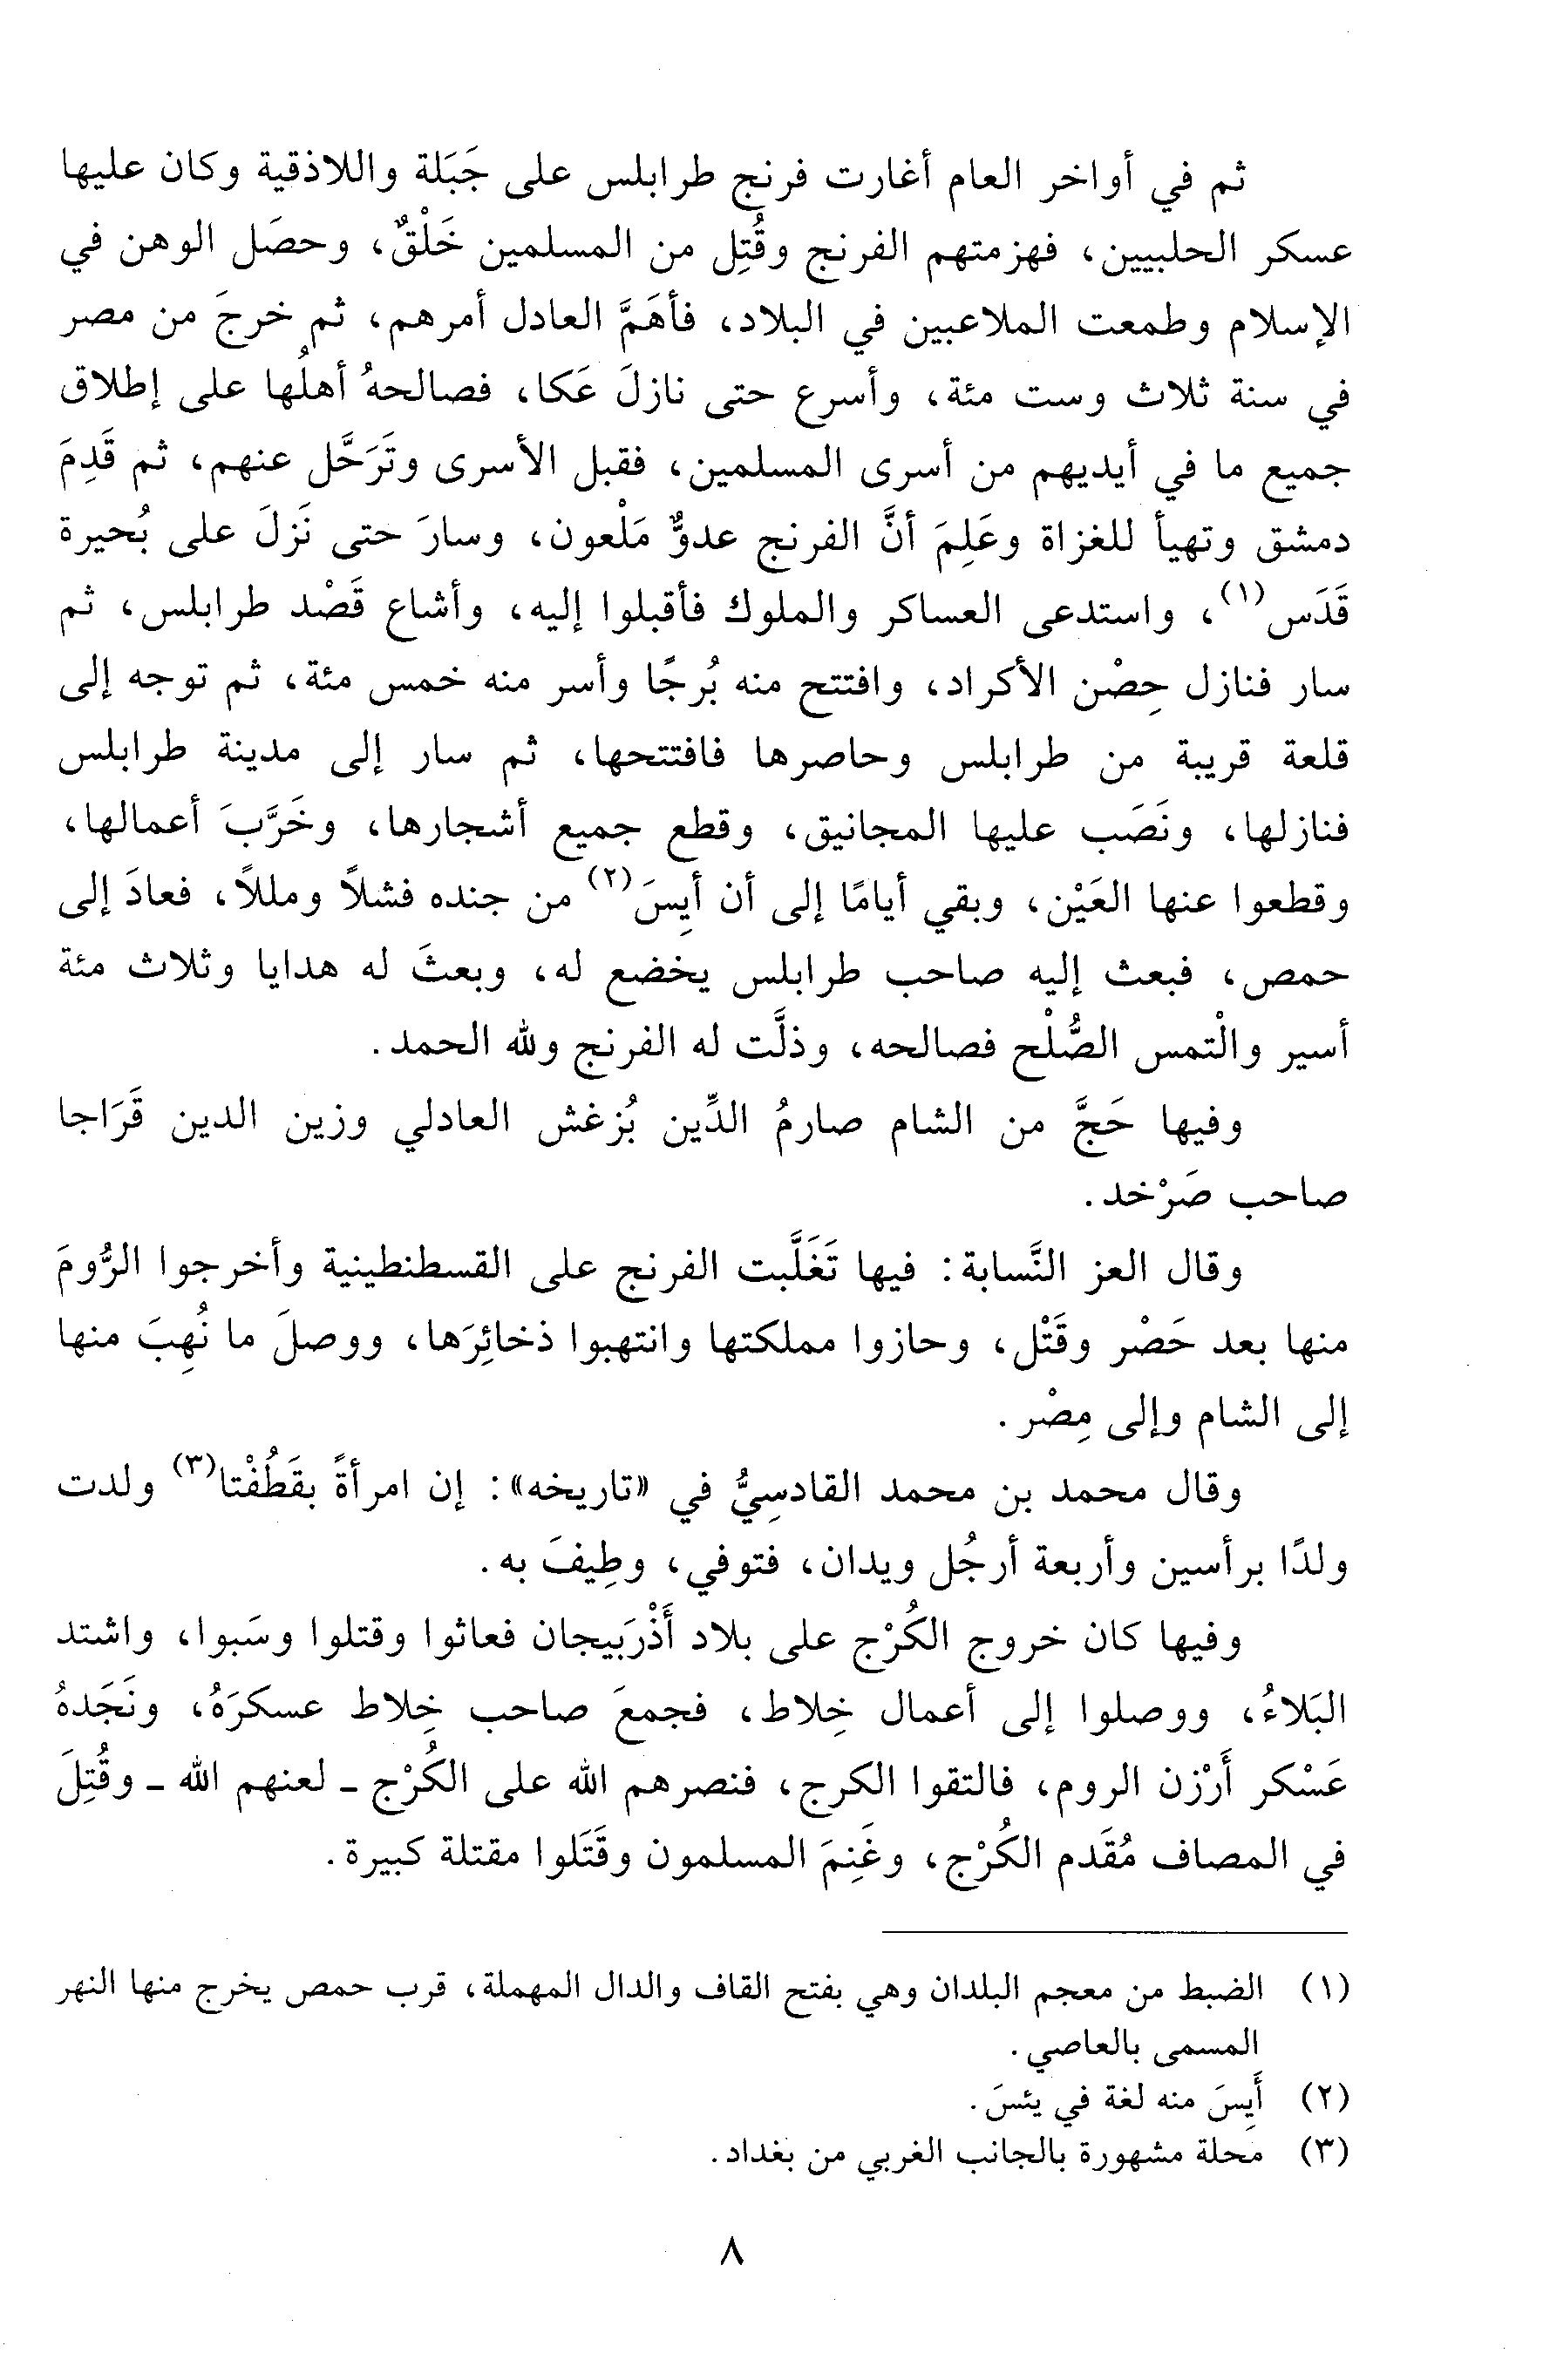 ثم في أواخر العام أغارت فرنج طرابلس على جَبَلة واللاذقية وكان عليها
عسكر الحلبيين، فهزمتهم الفرنج وقُتِل من المسلمين خَلْقٌ، وحصَل الوهن في
الإسلام وطمعت الملاعبين في البلاد، فأهَمَّ العادل أمرهم، ثم خرجَ من مصر
في سنة ثلاث وست مئة، وأسرع حتى نازلَ عَكا، فصالحهُ أهلُها على إطلاق
جميع ما في أيديهم من أسرى المسلمين، فقبل الأسرى وتَرَحَّل عنهم، ثم قَدِمَ
دمشق وتهيأ للغزاة وعَلِمَ أنَّ الفرنج عدوٌّ مَلْعون، وسارَ حتى نَزلَ على بُحيرة
قَدَس(١)، واستدعى العساكر والملوك فأقبلوا إليه، وأشاع قَصْد طرابلس، ثم
سار فنازل حِصْن الأكراد، وافتتح منه بُرجًا وأسر منه خمس مئة، ثم توجه إلى
قلعة قريبة من طرابلس وحاصرها فافتتحها، ثم سار إلى مدينة طرابلس
فنازلها، ونَصَب عليها المجانيق، وقطع جميع أشجارها، وخَرَّبَ أعمالها،
وقطعوا عنها العَيْن، وبقي أيامًا إلى أن أيِسَ(٢) من جنده فشلاً ومللاً، فعادَ إلى
حمص، فبعث إليه صاحب طرابلس يخضع له، وبعثَ له هدايا وثلاث مئة
أسير والْتمس الصُّلْح فصالحه، وذلَّت له الفرنج ولله الحمد.
وفيها حَجَّ من الشام صارمُ الدِّين بُزغش العادلي وزين الدين قَرَاجا
صاحب صَرْخد.
وقال العز النَّسابة: فيها تَغَلَّبت الفرنج على القسطنطينية وأخرجوا الرُّومَ
منها بعد حَصْر وقَتْل، وحازوا مملكتها وانتهبوا ذخائِرَها، ووصلَ ما نُهِبَ منها
إلى الشام وإلى مِصْر.
وقال محمد بن محمد القادسِيُّ في «تاريخه»: إن امرأةً بقَطُفْتا(٣) ولدت
ولدًا برأسين وأربعة أرجُل ويدان، فتوفي، وطِيفَ به.
وفيها كان خروج الكُرْج على بلاد أَذْرَبيجان فعاثوا وقتلوا وسَبوا، واشتد
البَلاءُ، ووصلوا إلى أعمال خِلاط، فجمعَ صاحب خِلاط عسكرَهُ، ونَجَدهُ
عَسْكر أَرْزن الروم، فالتقوا الكرج، فنصرهم الله على الكُرْج ـ لعنهم الله ـ وقُتِلَ
في المصاف مُقَدم الكُرْج، وغَنِمَ المسلمون وقَتَلوا مقتلة كبيرة.
(١) الضبط من معجم البلدان وهي بفتح القاف والدال المهملة، قرب حمص يخرج منها النهر
المسمى بالعاصي.
(٢) أَيِسَ منه لغة في يئسَ.
(٣) محلة مشهورة بالجانب الغربي من بغداد.
٨